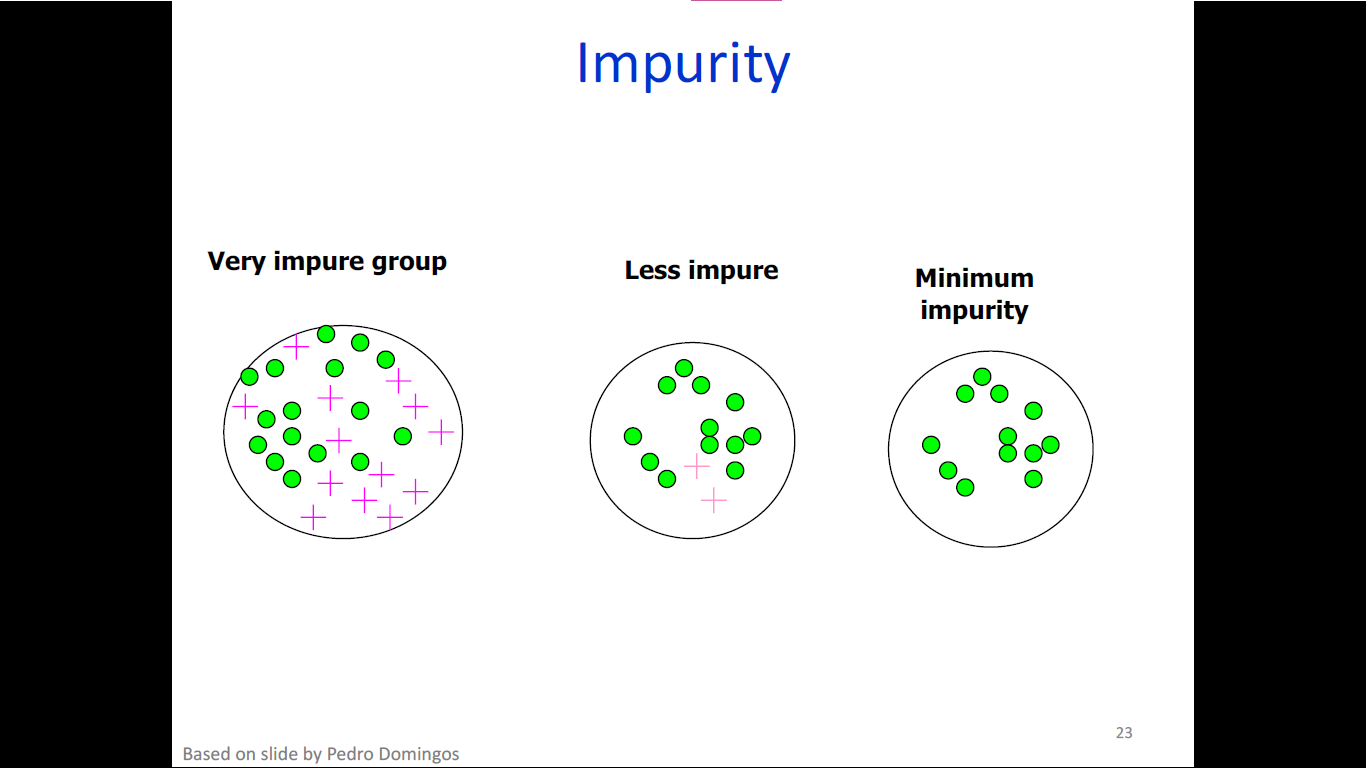 Impurity
Very impure group
Less impure
Minimum
impurity
23
Based on slide by Pedro Domingos